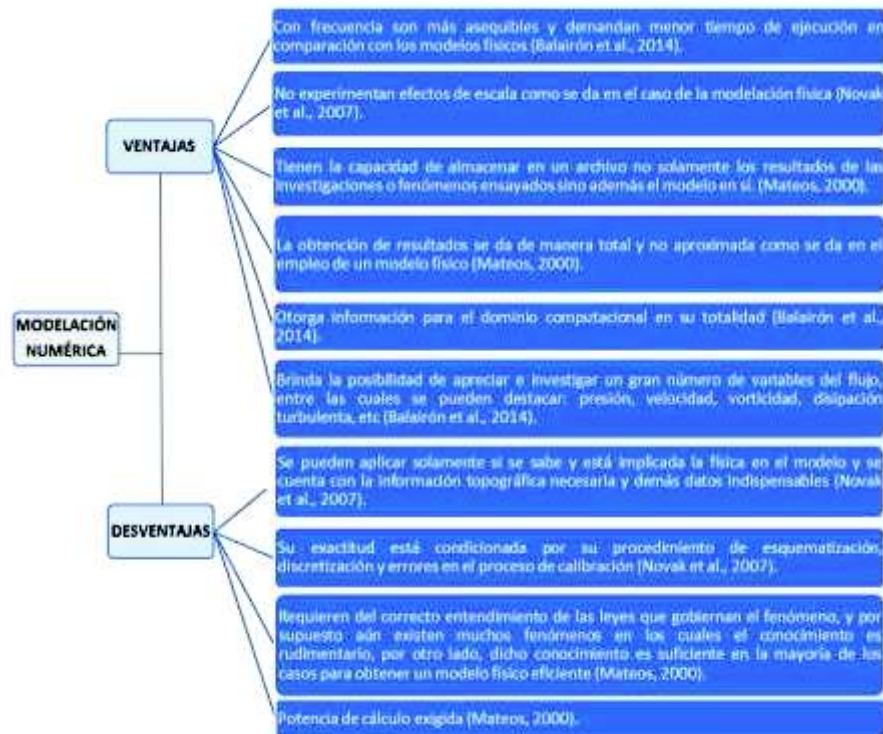 Con frecuencia son más asequibles y demandan menor tiempo de ejecución en
comparación con los modelos físicos (Balairón et al., 2014).
No experimentan efectos de escala como se da en el caso de la modelación física (Novak
et al., 2007).
VENTAJAS
Tienen la capacidad de almacenar en un archivo no solamente los resultados de las
investigaciones o fenómenos ensayados sino además el modelo en sí. (Mateos, 2000).
La obtención de resultados se da de manera total y no aproximada como se da en el
empleo de un modelo físico (Mateos, 2000).
MODELACIÓN
NUMÉRICA
Otorga información para el dominio computacional en su totalidad (Balairón et al.,
2014).
Brinda la posibilidad de apreciar e investigar un gran número de variables del flujo,
entre las cuales se pueden destacar: presión, velocidad, vorticidad, disipación
turbulenta, etc (Balairón et al., 2014).
Se pueden aplicar solamente si se sabe y está implicada la física en el modelo y se
cuenta con la información topográfica necesaria y demás datos indispensables (Novak
et al., 2007).
DESVENTAJAS
Su exactitud está condicionada por su procedimiento de esquematización,
discretización y errores en el proceso de calibración (Novak et al., 2007).
Requieren del correcto entendimiento de las leyes que gobiernan el fenómeno, y por
supuesto aún existen muchos fenómenos en los cuales el conocimiento es
rudimentario, por otro lado, dicho conocimiento es suficiente en la mayoría de los
casos para obtener un modelo físico eficiente (Mateos, 2000).
Potencia de cálculo exigida (Mateos, 2000).